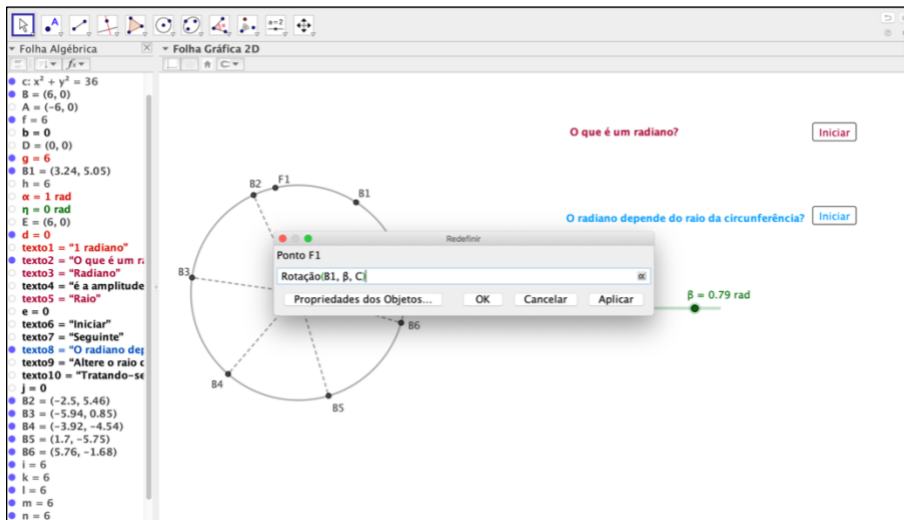 a=2
Folha Algébrica
Folha Gráfica 2D
c: x² + y² = 36
B = (6, 0)
A = (-6, 0)
f = 6
b = 0
D = (0, 0)
g = 6
B1 = (3.24, 5.05)
h = 6
α = 1 rad
η = 0 rad
E = (6, 0)
d = 0
texto1 = "1 radiano"
texto2 = "O que é um ra
texto3 = "Radiano"
texto4 = "é a amplitude
texto5 = "Raio"
e = 0
texto6 = "Iniciar"
texto7 = "Seguinte"
texto8 = "O radiano dep
texto9 = "Altere o raio c
texto10 = "Tratando-se
j = 0
B2 = (-2.5, 5.46)
B3 = (-5.94, 0.85)
B4 = (-3.92, -4.54)
B5 = (1.7, -5.75)
B6 = (5.76, -1.68)
i = 6
k = 6
l = 6
m = 6
n = 6
O que é um radiano?
Iniciar
O radiano depende do raio da circunferência?
Iniciar
B2
F1
B1
B3
B4
B5
B6
Redefinir
Ponto F1
Rotação(B1, β, C)
α
Propriedades dos Objetos...
OK
Cancelar
Aplicar
β = 0.79 rad